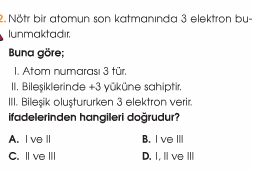 2. Nötr bir atomun son katmanında 3 elektron bu-
lunmaktadır.
Buna göre;
I. Atom numarası 3 tür.
II. Bileşiklerinde +3 yüküne sahiptir.
III. Bileşik oluştururken 3 elektron verir.
ifadelerinden hangileri doğrudur?
A. I ve II B. I ve III
C. II ve III D. I, II ve III